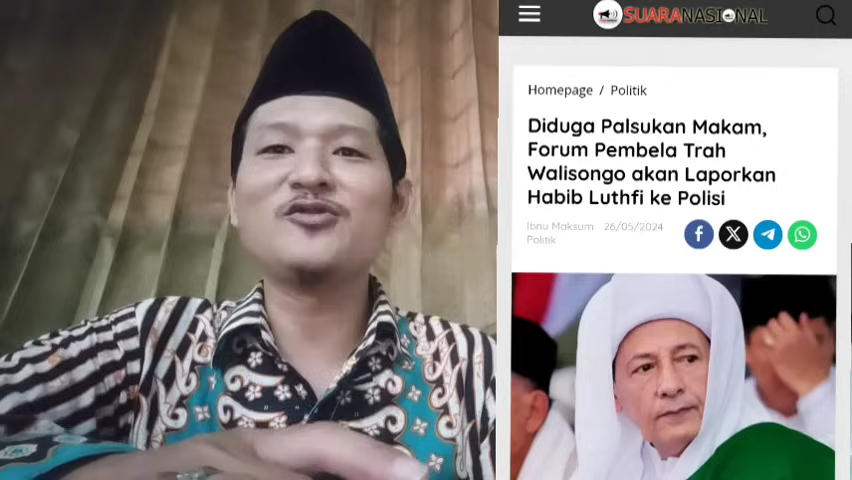 SUARANASIONAL
Homepage / Politik
Diduga Palsukan Makam,
Forum Pembela Trah
Walisongo akan Laporkan
Habib Luthfi ke Polisi
Ibnu Maksum 26/05/2024
Politik